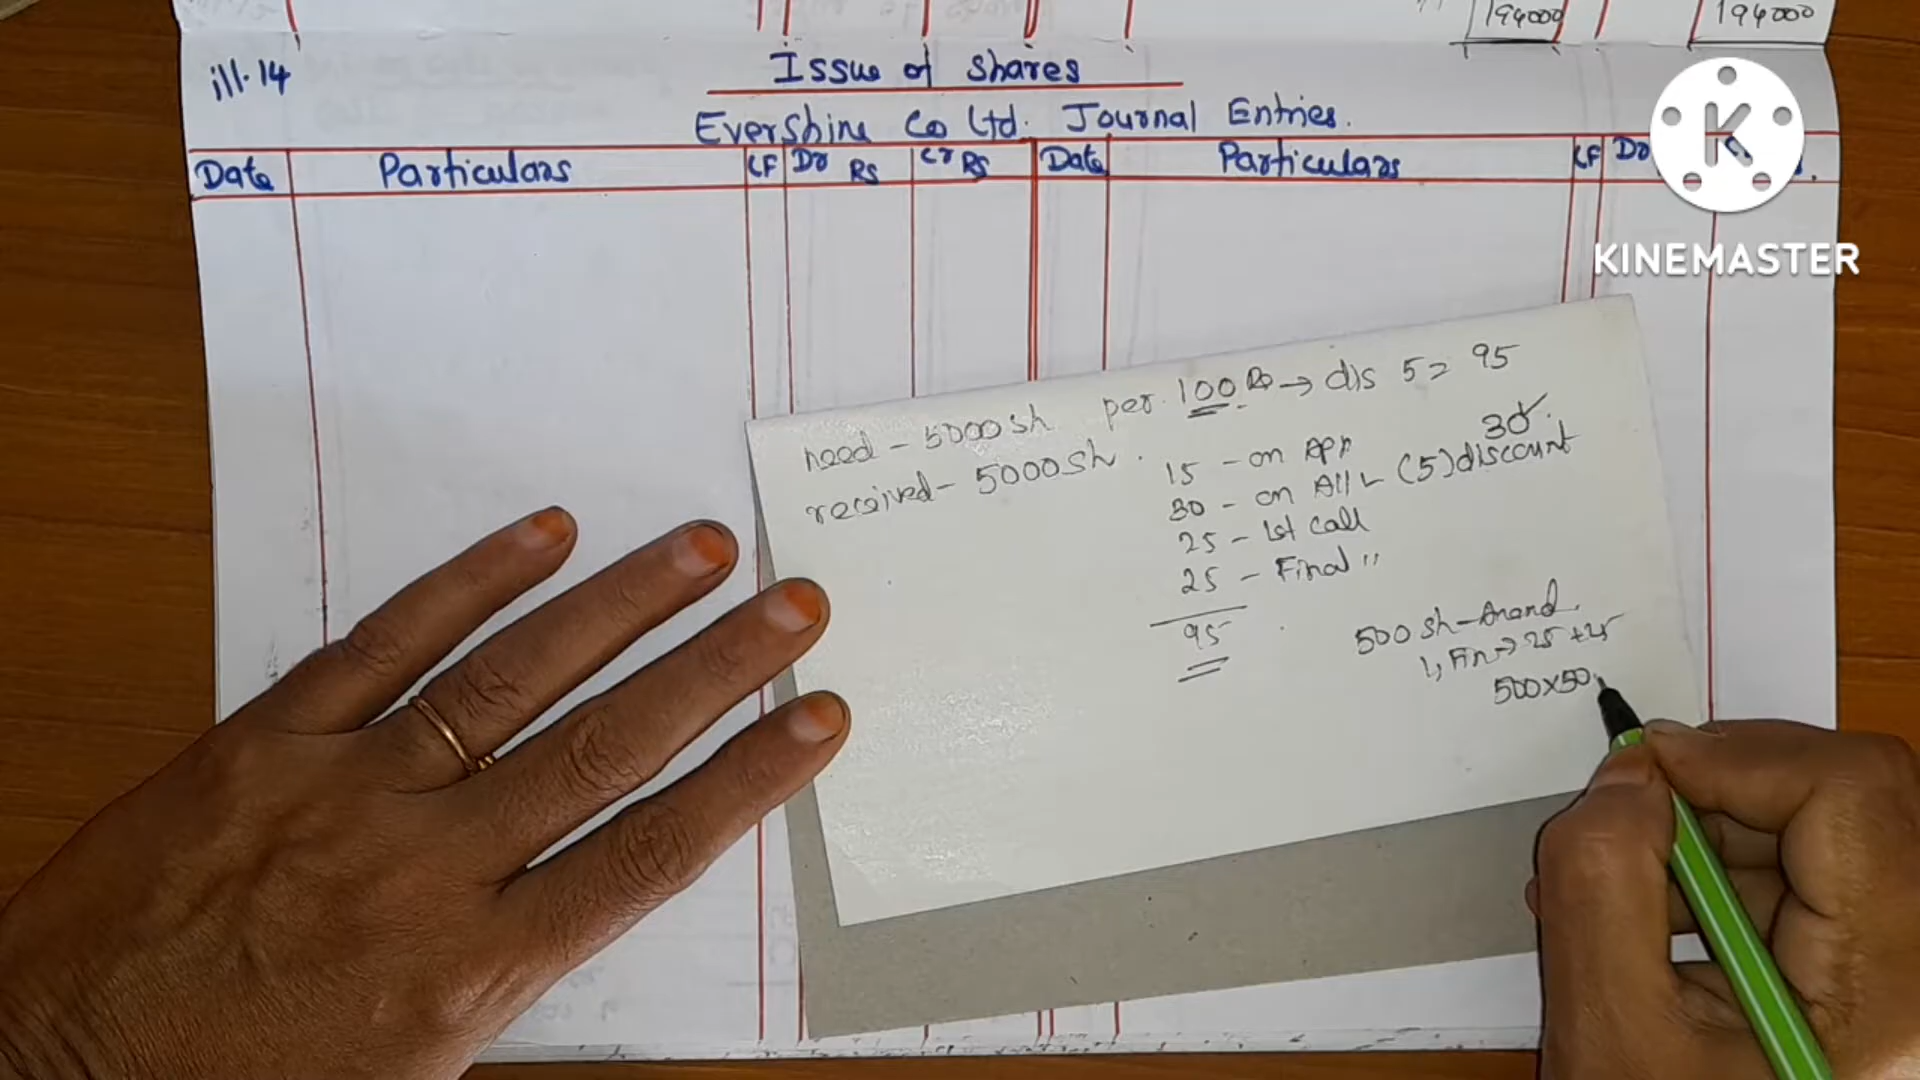 194000 194000
ill.14
Issue of Shares
Evershine Co Ltd. Journal Entries.
Date Particulars LF Dr Rs Cr Rs Date Particulars LF Dr
KINEMASTER
need - 5000 sh per 100 Rs → dis 5 = 95
received - 5000 sh.
15 - on App 30
30 - on All (5) discount
25 - 1st Call
25 - Final "
95
500 sh - Anand.
1, Fin → 25 + 25
500 x 50